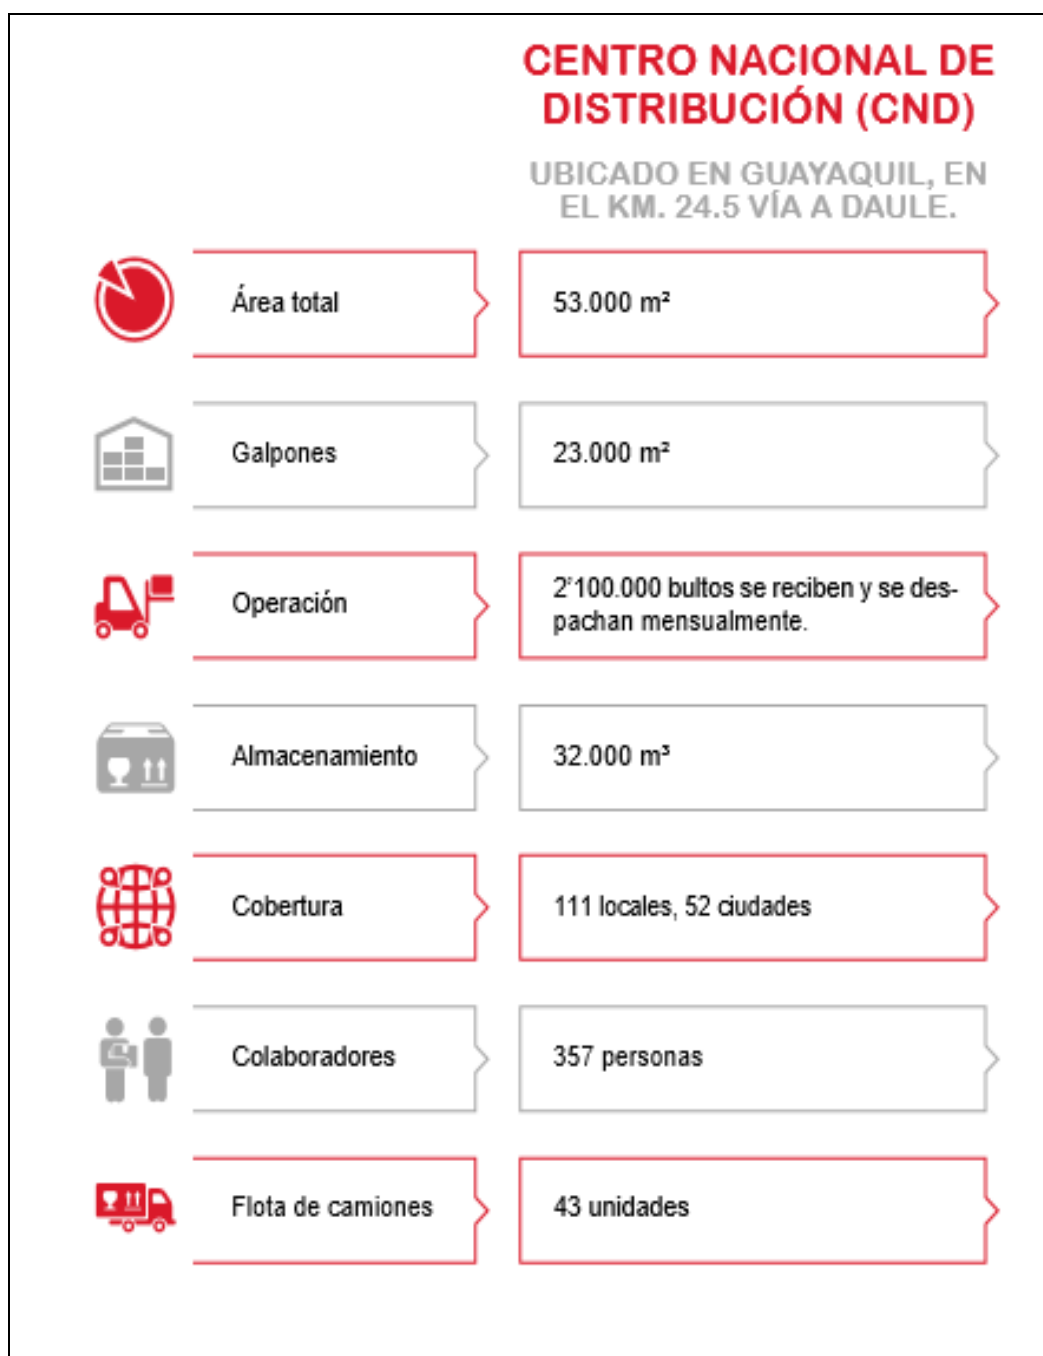 CENTRO NACIONAL DE
DISTRIBUCIÓN (CND)
UBICADO EN GUAYAQUIL, EN
EL KM. 24.5 VÍA A DAULE.
Área total
53.000 m²
Galpones
23.000 m²
Operación
2'100.000 bultos se reciben y se des-
pachan mensualmente.
Almacenamiento
32.000 m³
Cobertura
111 locales, 52 ciudades
Colaboradores
357 personas
Flota de camiones
43 unidades